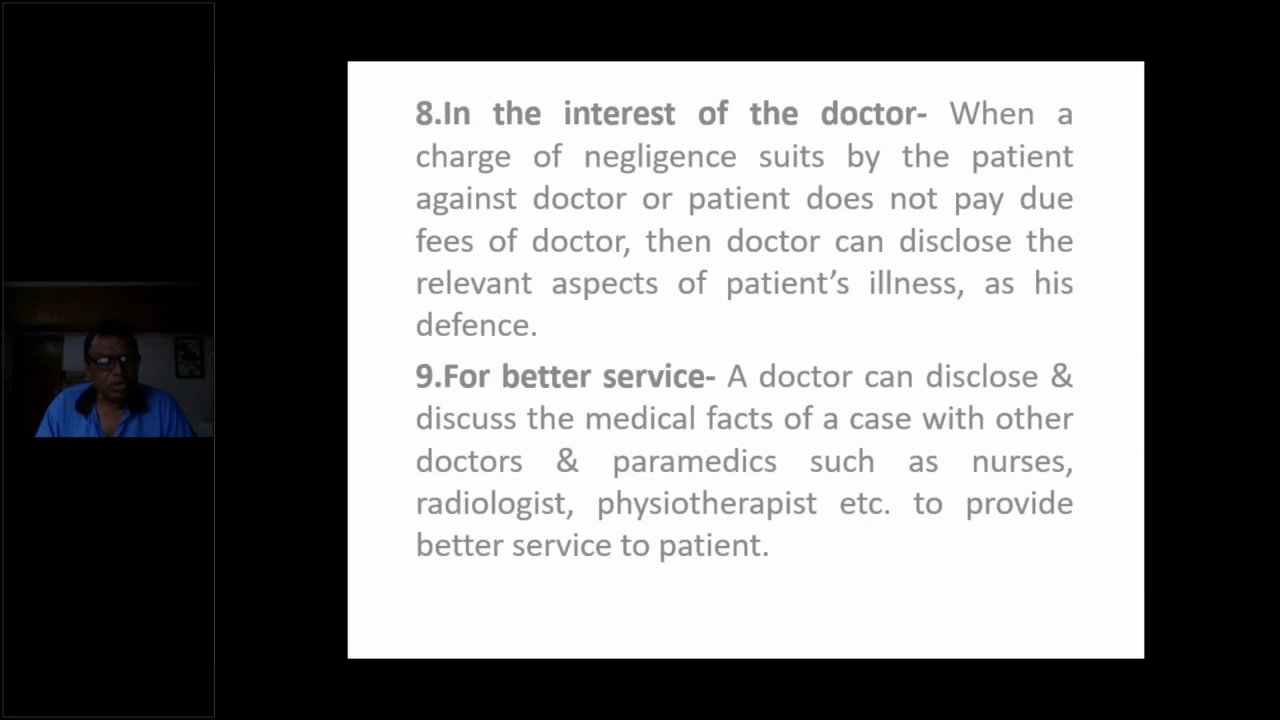 8.In the interest of the doctor- When a
charge of negligence suits by the patient
against doctor or patient does not pay due
fees of doctor, then doctor can disclose the
relevant aspects of patient’s illness, as his
defence.
9.For better service- A doctor can disclose &
discuss the medical facts of a case with other
doctors & paramedics such as nurses,
radiologist, physiotherapist etc. to provide
better service to patient.